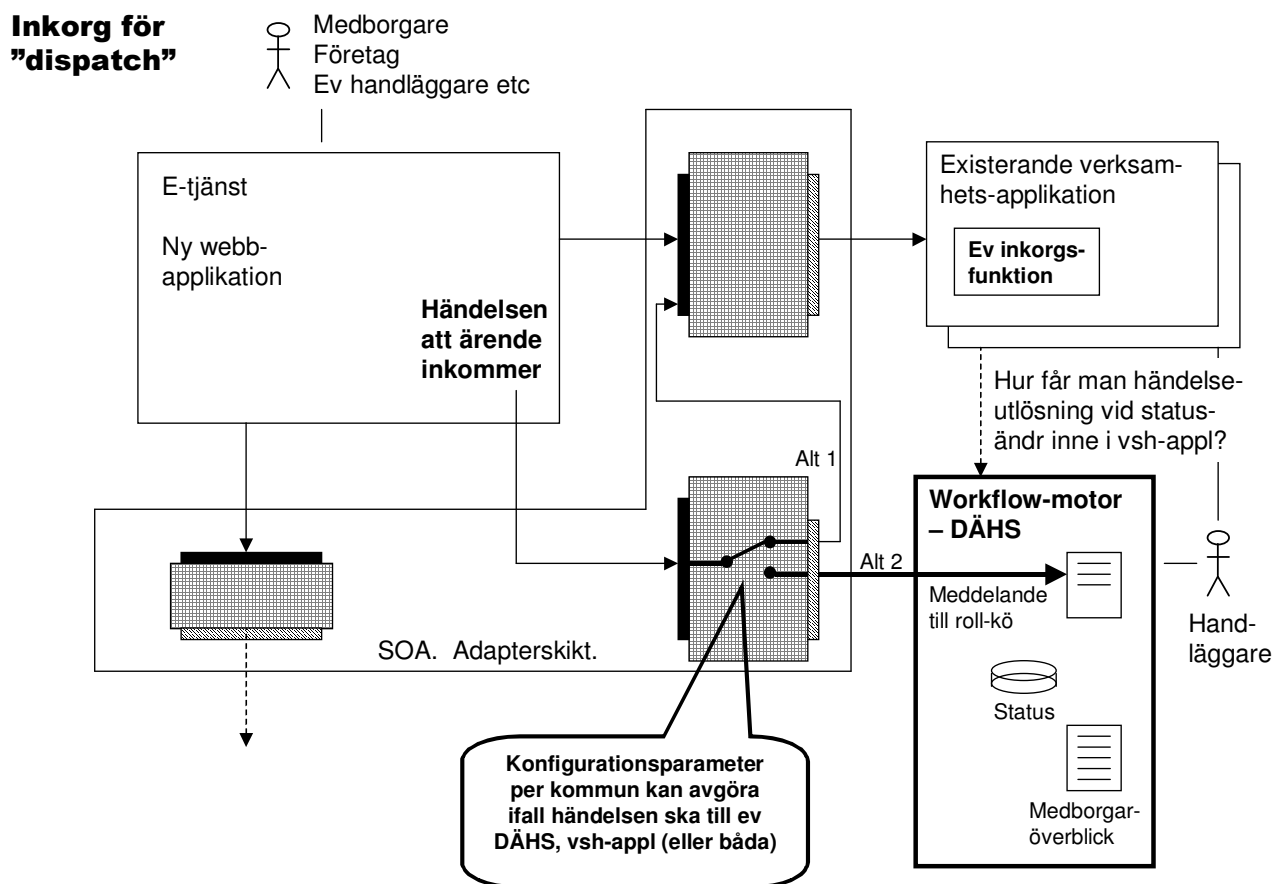 Inkorg för
”dispatch”
Medborgare
Företag
Ev handläggare etc
E-tjänst
Ny webb-
applikation
Händelsen
att ärende
inkommer
Existerande verksam-
hets-applikation
Ev inkorgs-
funktion
Hur får man händelse-
utlösning vid status-
ändr inne i vsh-appl?
Alt 1
Workflow-motor
– DÄHS
Alt 2
Meddelande
till roll-kö
Hand-
läggare
SOA.  Adapterskikt.
Status
Konfigurationsparameter
per kommun kan avgöra
ifall händelsen ska till ev
DÄHS, vsh-appl (eller båda)
Medborgar-
överblick